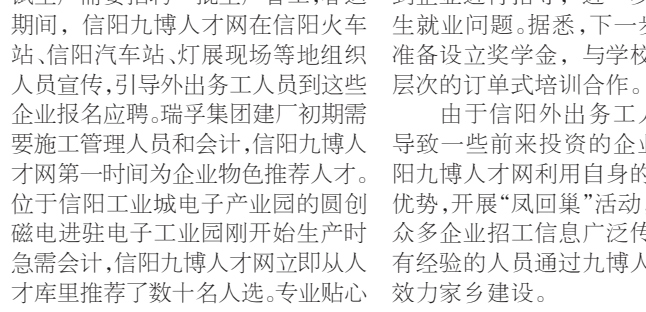 期间，信阳九博人才网在信阳火车
站、信阳汽车站、灯展现场等地组织
人员宣传,引导外出务工人员到这些
企业报名应聘。瑞孚集团建厂初期需
要施工管理人员和会计,信阳九博人
才网第一时间为企业物色推荐人才。
位于信阳工业城电子产业园的圆创
磁电进驻电子工业园刚开始生产时
急需会计,信阳九博人才网立即从人
才库里推荐了数十名人选。专业贴心
生就业问题。据悉,下一步
准备设立奖学金，与学校
层次的订单式培训合作。
由于信阳外出务工人
导致一些前来投资的企业
阳九博人才网利用自身的
优势,开展“凤回巢”活动
众多企业招工信息广泛传
有经验的人员通过九博人
效力家乡建设。